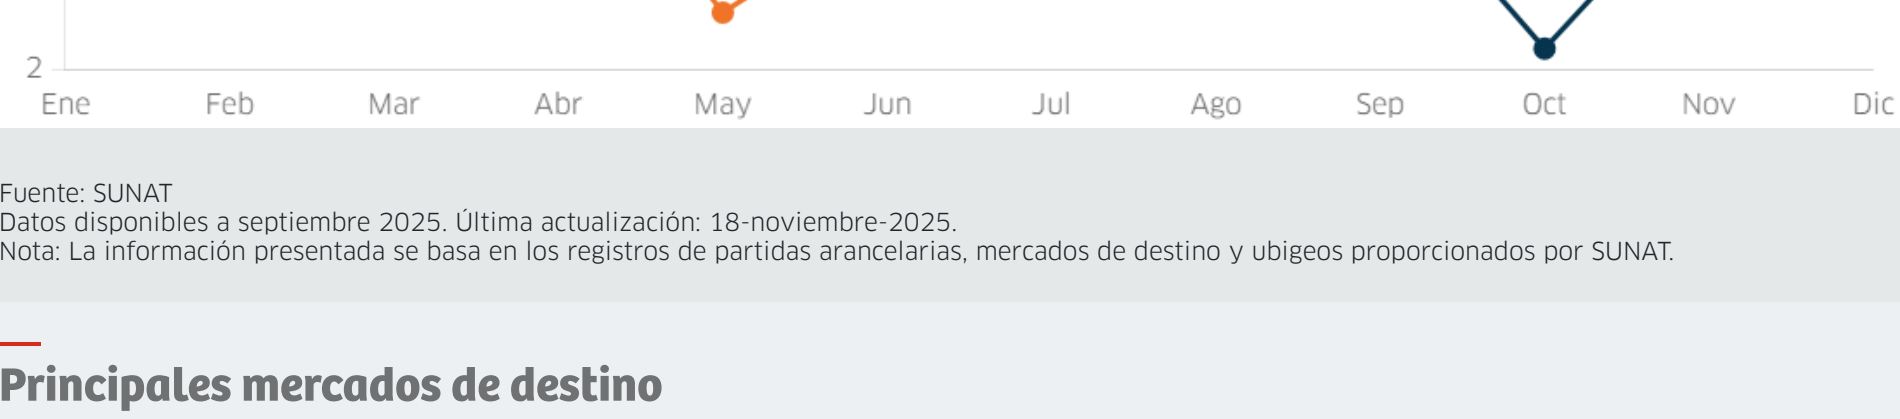 2
Ene Feb Mar Abr May Jun Jul Ago Sep Oct Nov Dic
Fuente: SUNAT
Datos disponibles a septiembre 2025. Última actualización: 18-noviembre-2025.
Nota: La información presentada se basa en los registros de partidas arancelarias, mercados de destino y ubigeos proporcionados por SUNAT.
Principales mercados de destino